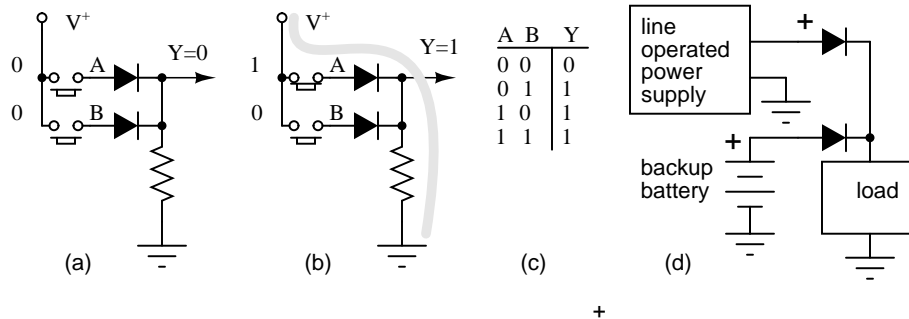 V+
0
A
Y=0
0
B
(a)
V+
1
A
Y=1
0
B
(b)
A B Y
0 0 0
0 1 1
1 0 1
1 1 1
(c)
line
operated
power
supply
+
+
backup
battery
load
(d)
+